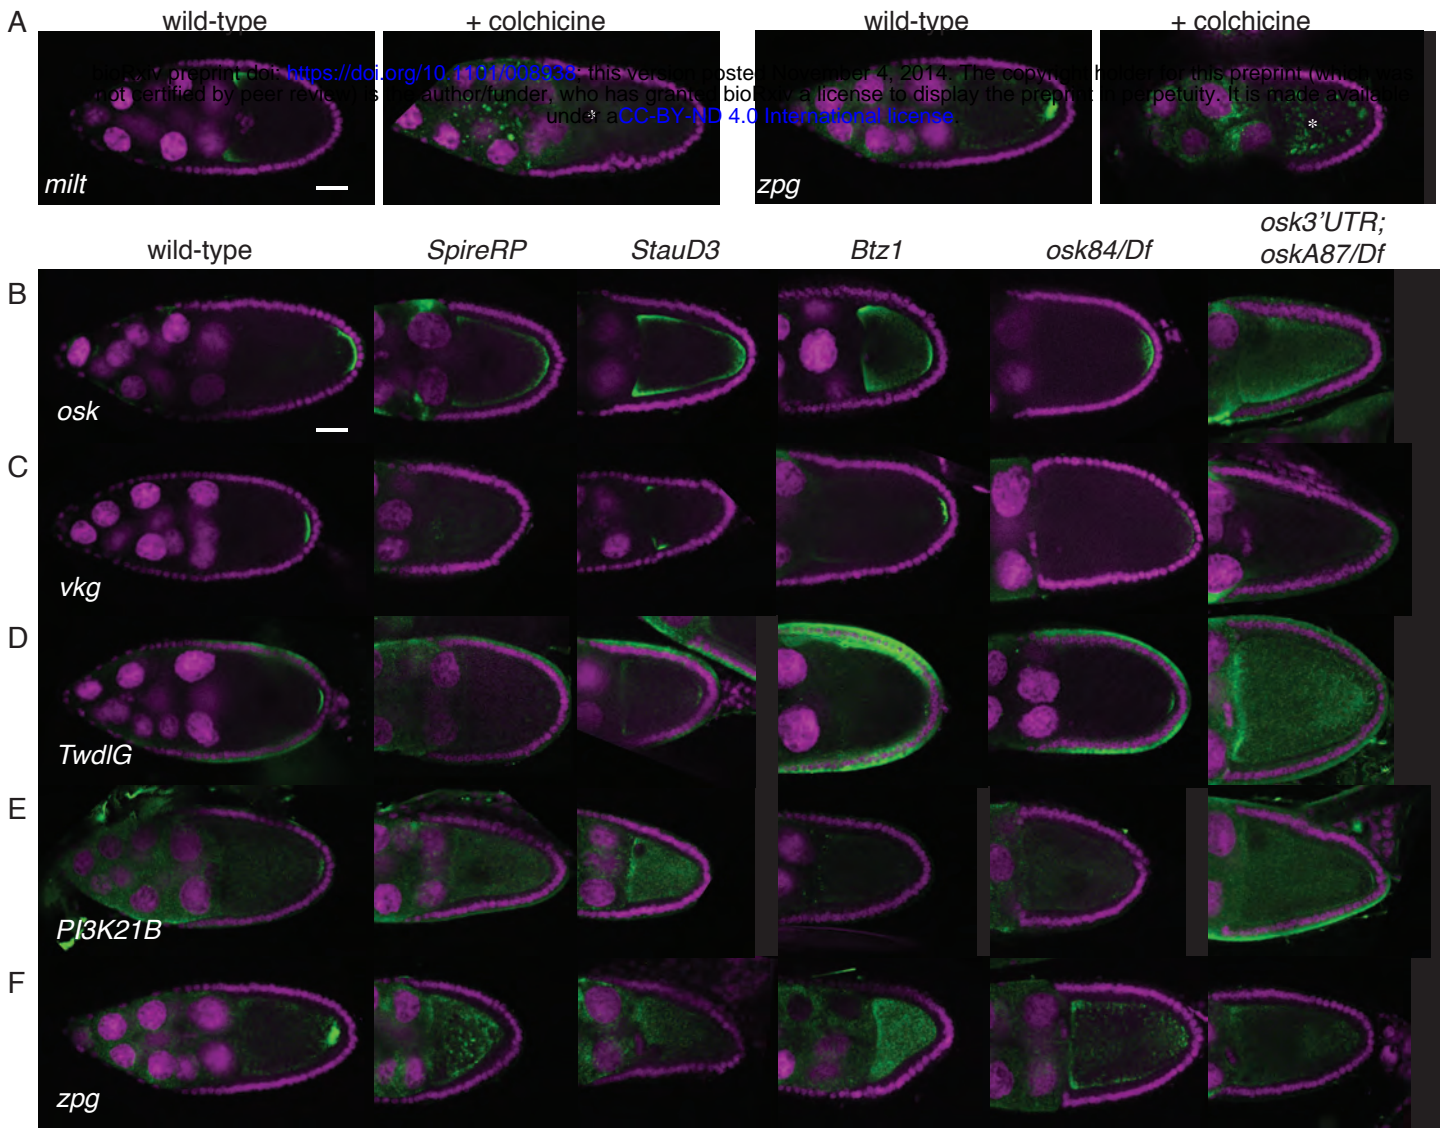 A
wild-type
+ colchicine
wild-type
+ colchicine
bioRxiv preprint doi: https://doi.org/10.1101/008938; this version posted November 4, 2014. The copyright holder for this preprint (which was
not certified by peer review) is the author/funder, who has granted bioRxiv a license to display the preprint in perpetuity. It is made available
under aCC-BY-ND 4.0 International license.
*
*
milt
zpg
wild-type
SpireRP
StauD3
Btz1
osk84/Df
osk3'UTR;
oskA87/Df
B
osk
C
vkg
D
TwdlG
E
PI3K21B
F
zpg